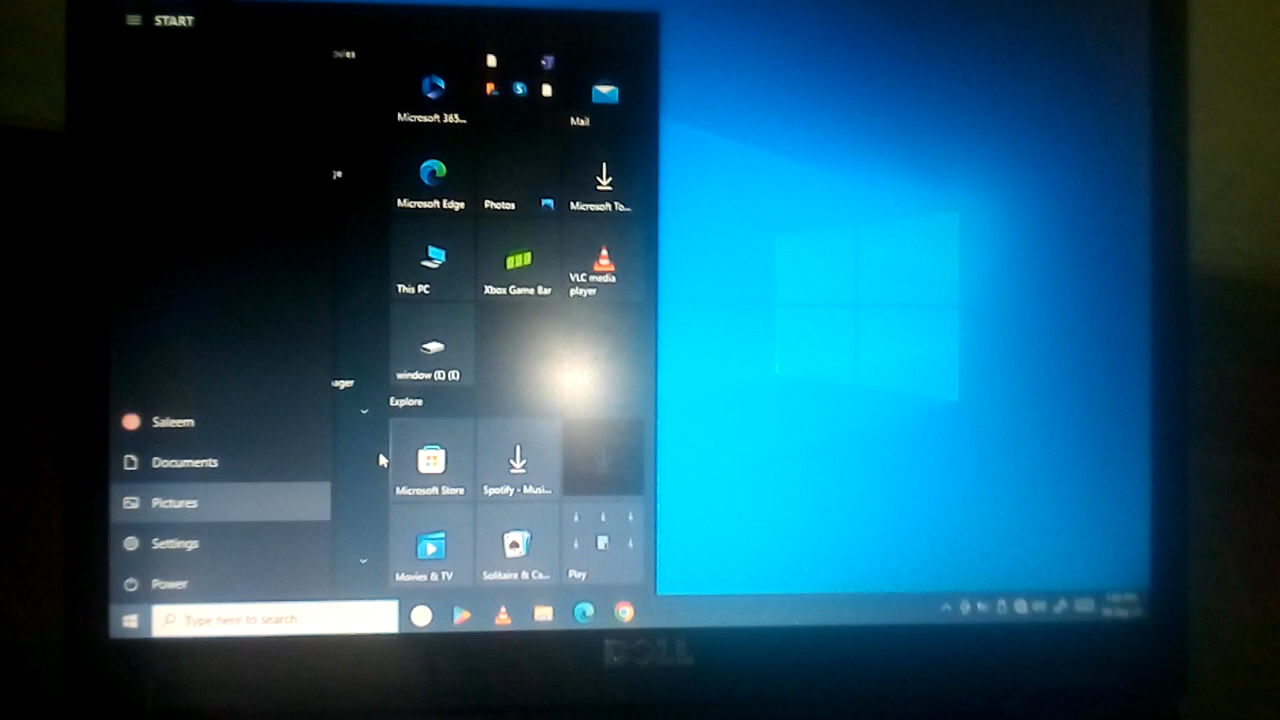 START
Microsoft 365...
Mail
Microsoft Edge
Photos
Microsoft To...
This PC
Xbox Game Bar
VLC media
player
window (E) (E)
Explore
Saleem
Documents
Microsoft Store
Spotify - Musi...
Pictures
Settings
Movies & TV
Solitaire & Ca...
Play
Power
Type here to search
DELL